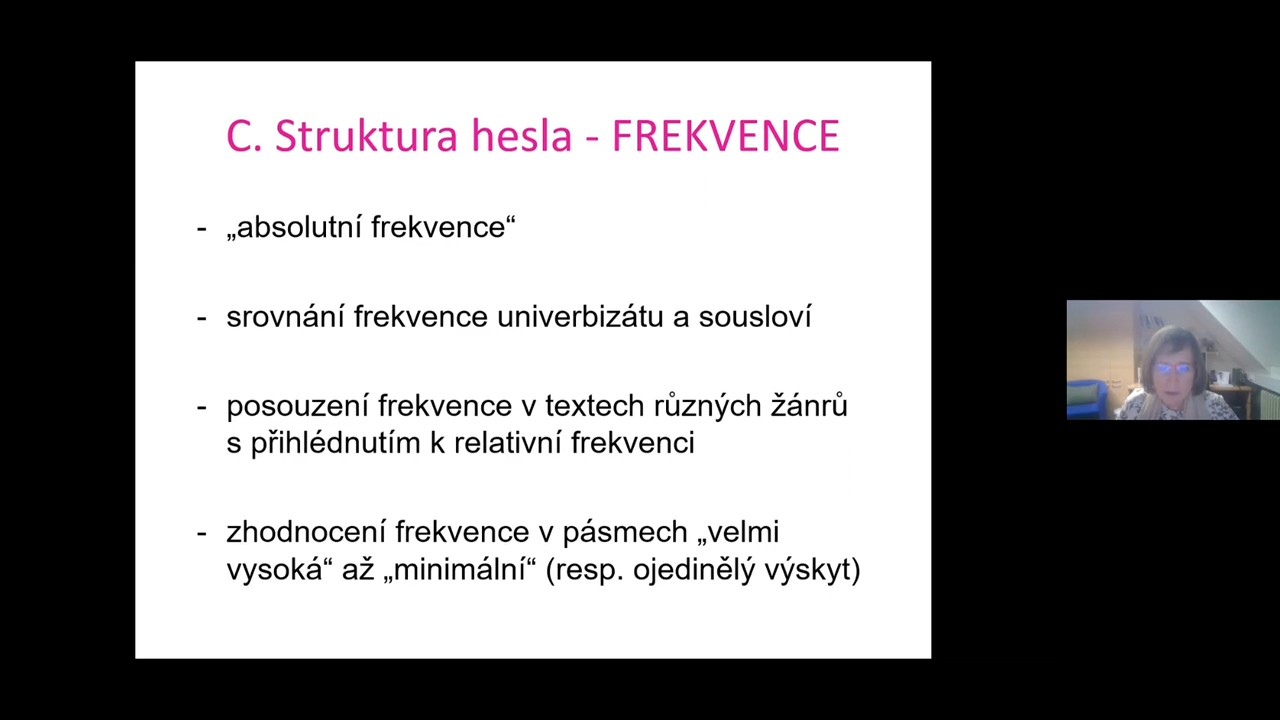 C. Struktura hesla - FREKVENCE
- „absolutní frekvence“
- srovnání frekvence univerbizátu a sousloví
- posouzení frekvence v textech různých žánrů
s přihlédnutím k relativní frekvenci
- zhodnocení frekvence v pásmech „velmi
vysoká“ až „minimální“ (resp. ojedinělý výskyt)